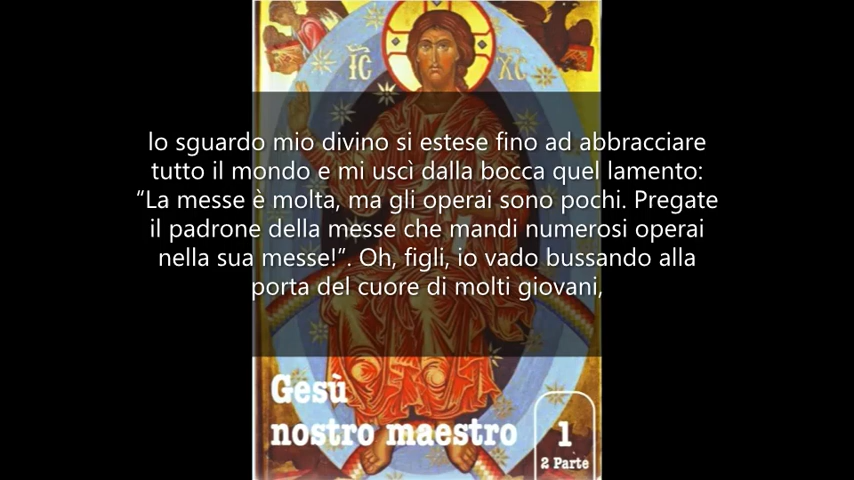 IC XC
lo sguardo mio divino si estese fino ad abbracciare
tutto il mondo e mi uscì dalla bocca quel lamento:
“La messe è molta, ma gli operai sono pochi. Pregate
il padrone della messe che mandi numerosi operai
nella sua messe!”. Oh, figli, io vado bussando alla
porta del cuore di molti giovani,
Gesù
nostro maestro
1
2 Parte